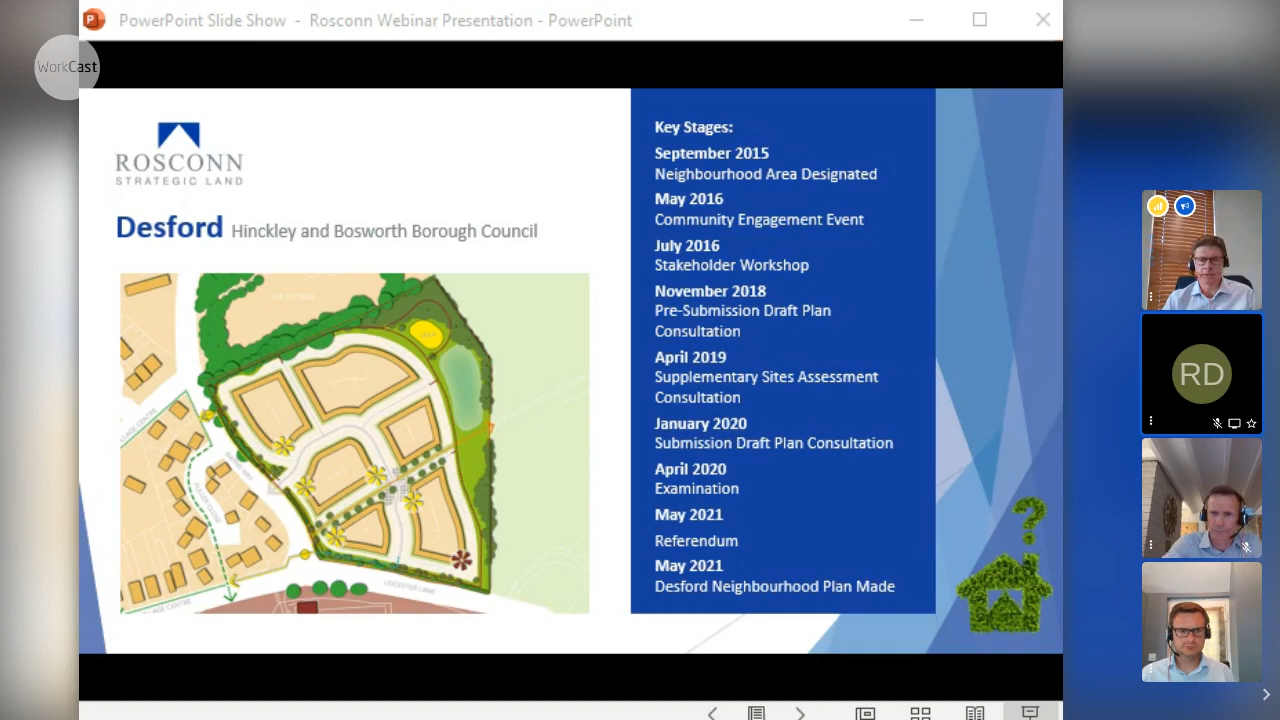 PowerPoint Slide Show - Rosconn Webinar Presentation - PowerPoint
WorkCast
ROSCONN
STRATEGIC LAND
Desford Hinckley and Bosworth Borough Council
LEICESTER LANE
Key Stages:
September 2015
Neighbourhood Area Designated
May 2016
Community Engagement Event
July 2016
Stakeholder Workshop
November 2018
Pre-Submission Draft Plan
Consultation
April 2019
Supplementary Sites Assessment
Consultation
January 2020
Submission Draft Plan Consultation
April 2020
Examination
May 2021
Referendum
May 2021
Desford Neighbourhood Plan Made
RD